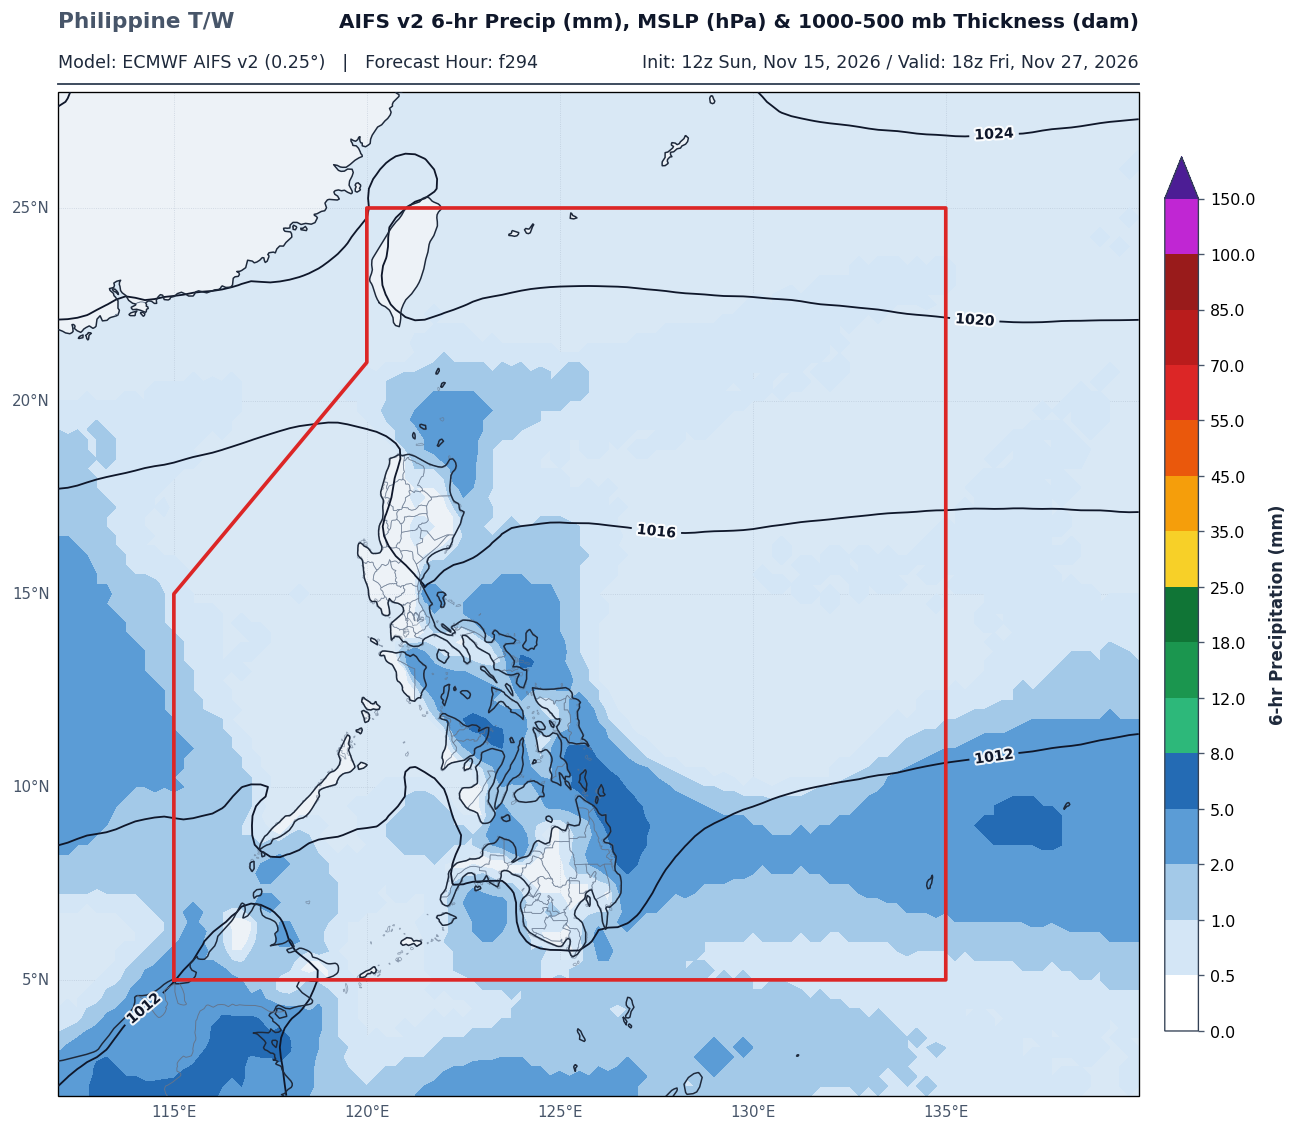 Philippine T/W
AIFS v2 6-hr Precip (mm), MSLP (hPa) & 1000-500 mb Thickness (dam)
Model: ECMWF AIFS v2 (0.25°) | Forecast Hour: f294
Init: 12z Sun, Nov 15, 2026 / Valid: 18z Fri, Nov 27, 2026
1024
1020
1016
1012
1012
25°N
20°N
15°N
10°N
5°N
115°E
120°E
125°E
130°E
135°E
150.0
100.0
85.0
70.0
55.0
45.0
35.0
25.0
18.0
12.0
8.0
5.0
2.0
1.0
0.5
0.0
6-hr Precipitation (mm)